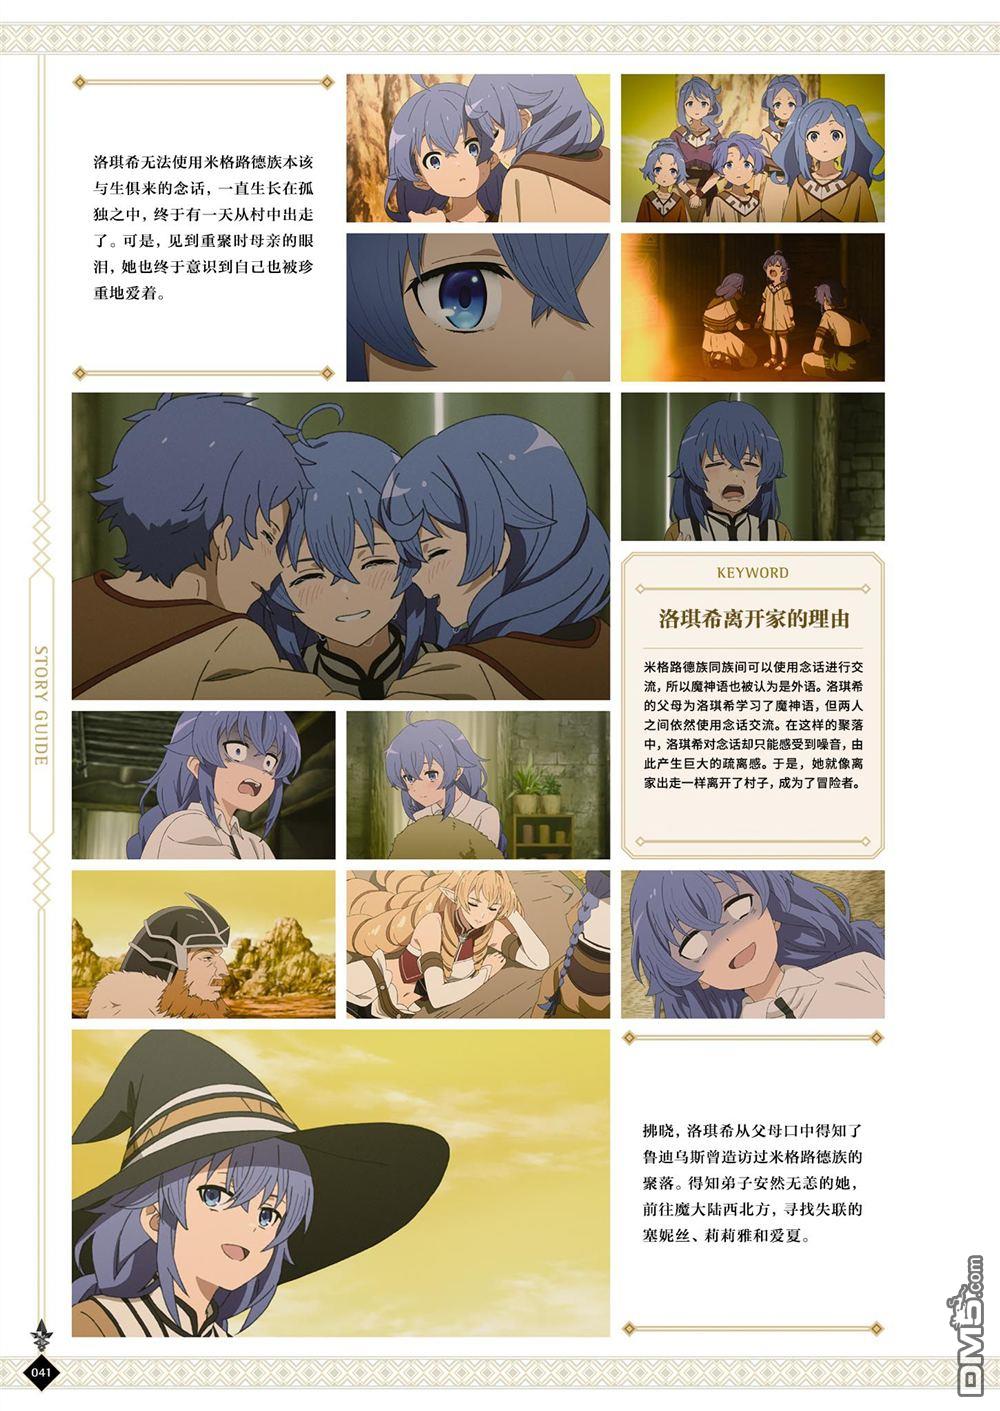 洛琪希无法使用米格路德族本该
与生俱来的念话，一直生长在孤
独之中，终于有一天从村中出走
了。可是，见到重聚时母亲的眼
泪，她也终于意识到自己也被珍
重地爱着。
KEYWORD
洛琪希离开家的理由
米格路德族同族间可以使用念话进行交
流，所以魔神语也被认为是外语。洛琪希
的父母为洛琪希学习了魔神语，但两人
之间依然使用念话交流。在这样的聚落
中，洛琪希对念话却只能感受到噪音，由
此产生巨大的疏离感。于是，她就像离
家出走一样离开了村子，成为了冒险者。
拂晓，洛琪希从父母口中得知了
鲁迪乌斯曾造访过米格路德族的
聚落。得知弟子安然无恙的她，
前往魔大陆西北方，寻找失联的
塞妮丝、莉莉雅和爱夏。
STORY GUIDE
041
DM5.com